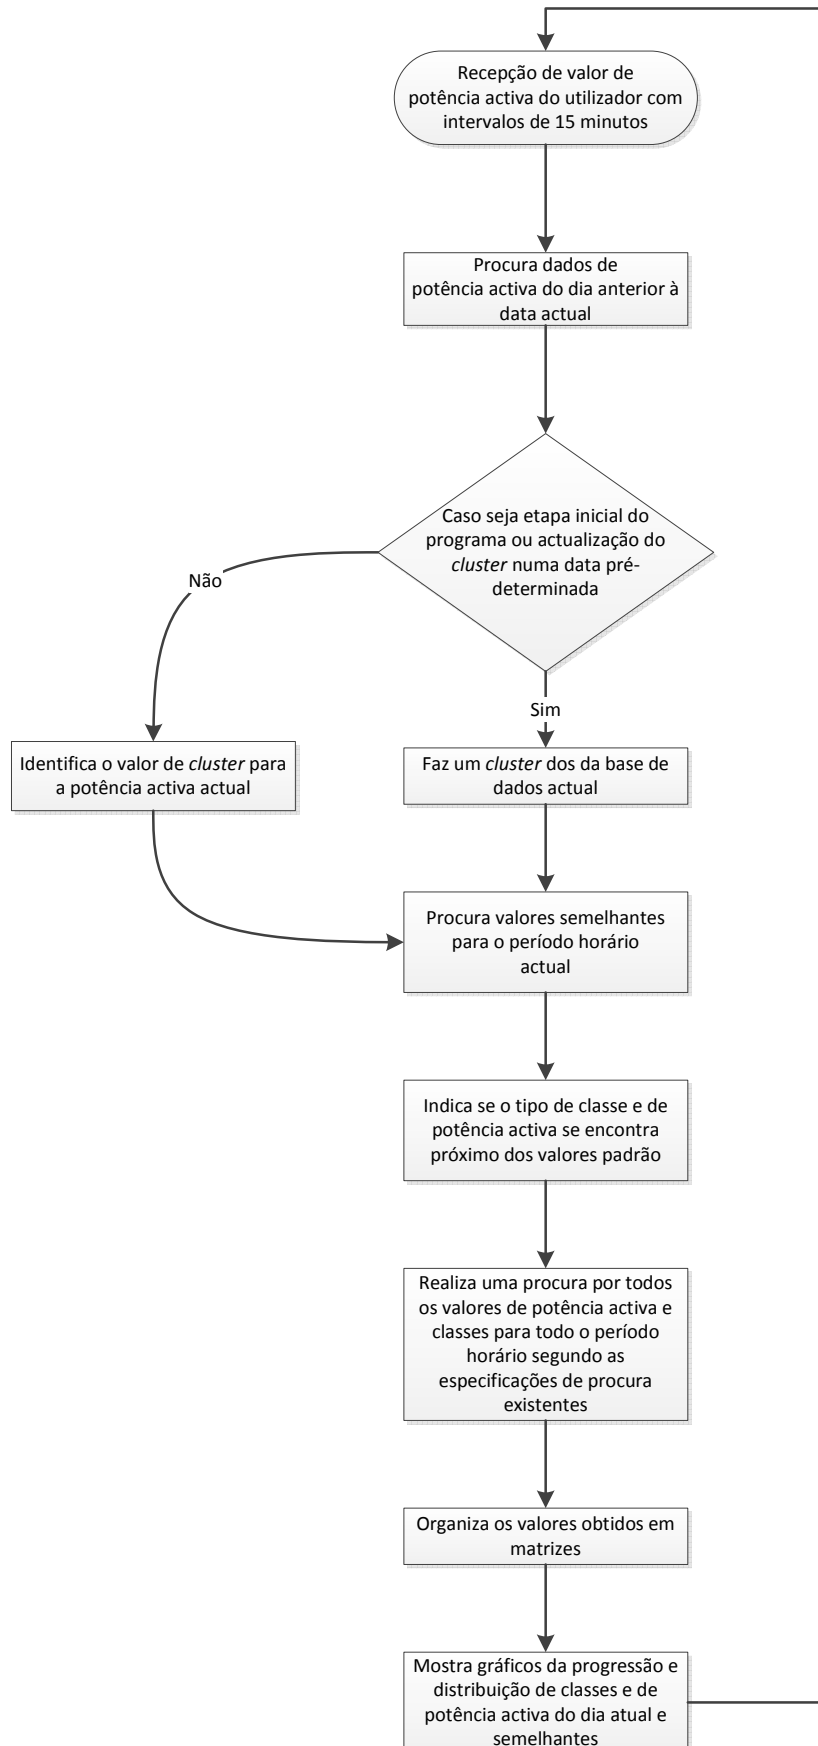 Recepção de valor de
potência activa do utilizador com
intervalos de 15 minutos
Procura dados de
potência activa do dia anterior à
data actual
Caso seja etapa inicial do
programa ou actualização do
cluster numa data pré-
determinada
Não
Sim
Identifica o valor de cluster para
a potência activa actual
Faz um cluster dos da base de
dados actual
Procura valores semelhantes
para o período horário
actual
Indica se o tipo de classe e de
potência activa se encontra
próximo dos valores padrão
Realiza uma procura por todos
os valores de potência activa e
classes para todo o período
horário segundo as
especificações de procura
existentes
Organiza os valores obtidos em
matrizes
Mostra gráficos da progressão e
distribuição de classes e de
potência activa do dia atual e
semelhantes